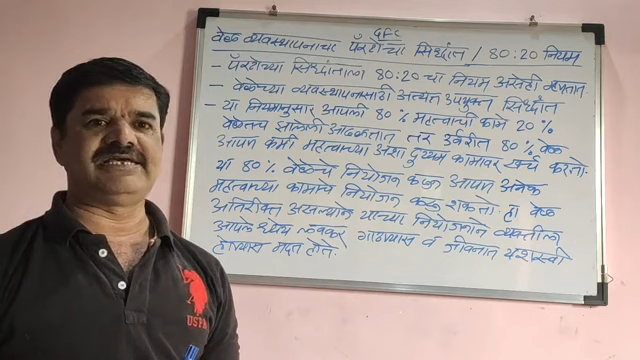 GFC
वेळ व्यवस्थापनाचा पॅरेटोचा सिद्धांत / 80:20 नियम
- पॅरेटोच्या सिध्दांताला 80:20 चा नियम असेही म्हणतात
- वेळेच्या व्यवस्थापनासाठी अत्यंत उपयुक्त सिध्दांत
- या नियमानुसार आपली 80% महत्वाची कामे 20%
वेळेतच झालेली आढळतात तर उर्वरीत 80% वेळ
आपण कमी महत्वाच्या अशा दुय्यम कामावर खर्च करतो.
या 80% वेळेचे नियोजन करून आपण अनेक
महत्वाच्या कामाचे नियोजन करू शकतो. हा वेळ
अतिरीक्त असल्याने याच्या नियोजनाने व्यक्तीला
आपले ध्येय लवकर गाठण्यास व जीवनात यशस्वी
होण्यास मदत होते.
USPA